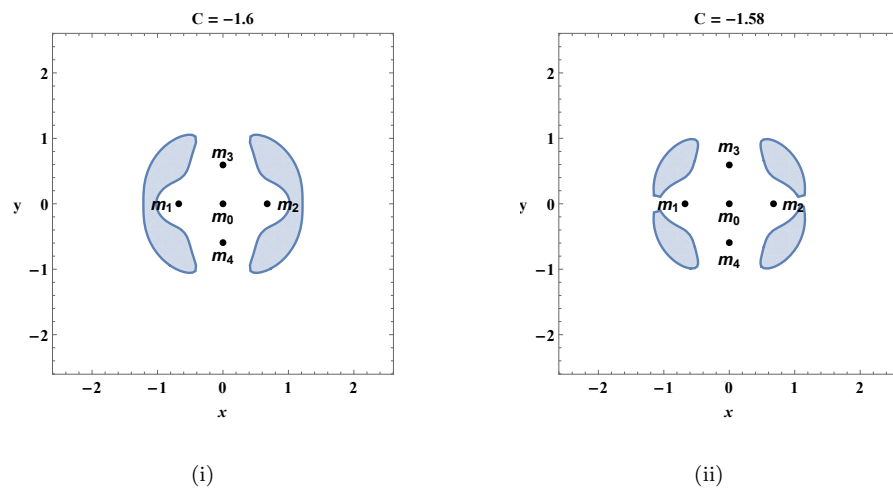 C = −1.6
2
1
m3
y 0 m1 m0 m2
m4
−1
−2
−2 −1 0 1 2
x
(i)
C = −1.58
2
1
m3
y 0 m1 m0 m2
m4
−1
−2
−2 −1 0 1 2
x
(ii)